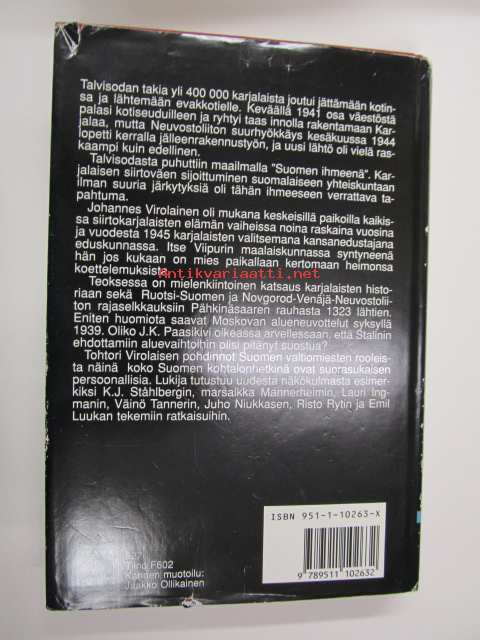 Talvisodan takia yli 400 000 karjalaista joutui jättämään kotin-
sa ja lähtemään evakkotielle. Keväällä 1941 osa väestöstä
palasi kotiseuduilleen ja ryhtyi taas innolla rakentamaan Kar-
jalaa, mutta Neuvostoliiton suurhyökkäys kesäkuussa 1944
lopetti kerralla jälleenrakennustyön, ja uusi lähtö oli vielä ras-
kaampi kuin edellinen.
Talvisodasta puhuttiin maailmalla "Suomen ihmeenä". Kar-
jalaisen siirtoväen sijoittuminen suomalaiseen yhteiskuntaan
ilman suuria järkytyksiä oli tähän ihmeeseen verrattava ta-
pahtuma.
Johannes Virolainen oli mukana keskeisillä paikoilla kaikis-
sa siirtokarjalaisten elämän vaiheissa noina raskaina vuosina
ja vuodesta 1945 karjalaisten valitsemana kansanedustajana
eduskunnassa. Itse Viipurin maalaiskunnassa syntyneenä
hän jos kukaan on mies paikallaan kertomaan heimonsa
koettelemuksista.
Antikvariaatti.net
Teoksessa on mielenkiintoinen katsaus karjalaisten histo-
riaan sekä Ruotsi-Suomen ja Novgorod-Venäjä-Neuvostolii-
ton rajaselkkauksiin Pähkinäsaaren rauhasta 1323 lähtien.
Eniten huomiota saavat Moskovan alueneuvottelut syksyllä
1939. Oliko J.K. Paasikivi oikeassa arvellessaan, että Stalinin
ehdottamiin aluevaihtoihin olisi pitänyt suostua?
Tohtori Virolaisen pohdinnot Suomen valtiomiesten rooleis-
ta näinä koko Suomen kohtalonhetkinä ovat suorasukaisen
persoonallisia. Lukija tutustuu uudesta näkökulmasta esimer-
kiksi K.J. Ståhlbergin, marsalkka Mannerheimin, Lauri Ing-
manin, Väinö Tannerin, Juho Niukkasen, Risto Rytin ja Emil
Luukan tekemiin ratkaisuihin.
ISBN 951-1-10263-X
9 789511 102632
F602
Kannen muotoilu:
Jaakko Ollikainen